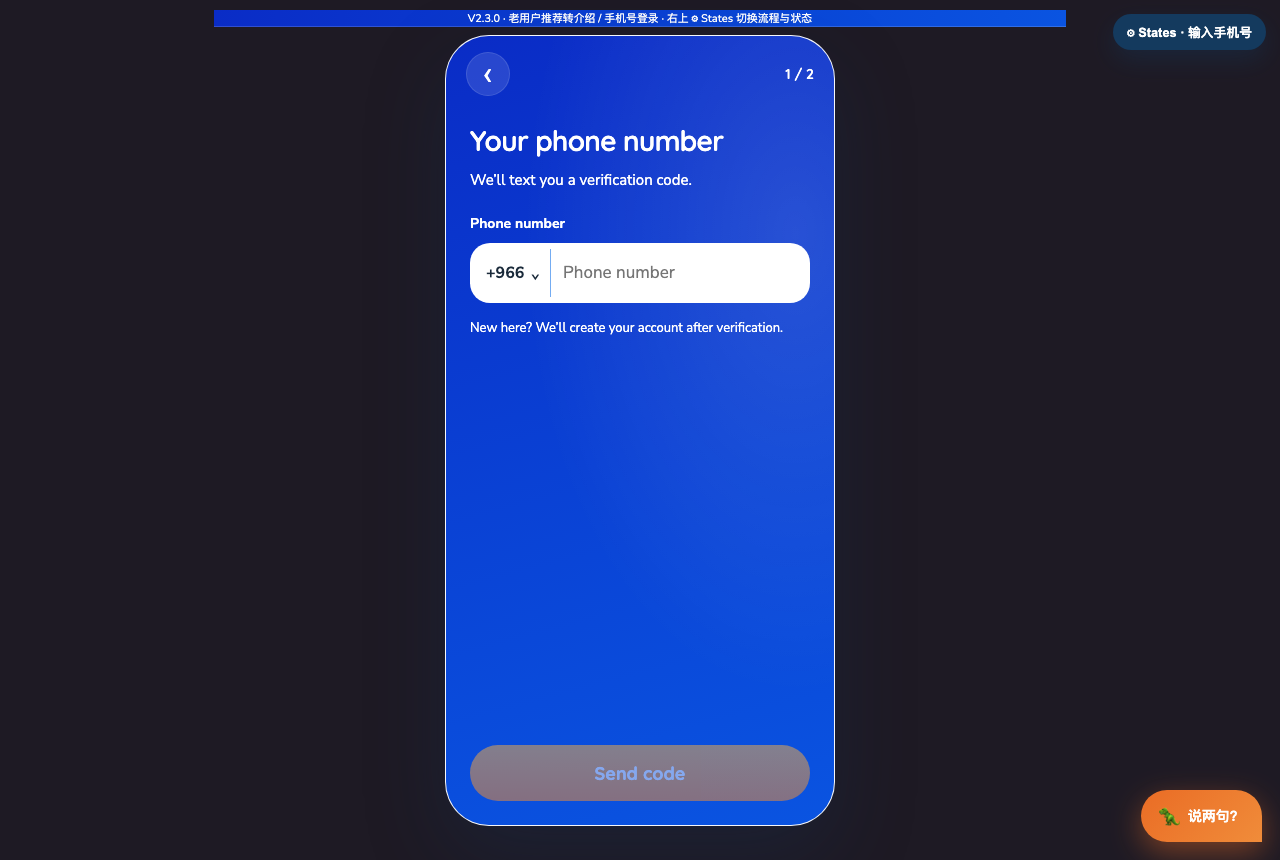 V2.3.0 · 老用户推荐转介绍 / 手机号登录 · 右上 ⚙ States 切换流程与状态
⚙ States · 输入手机号
1 / 2
Your phone number
We’ll text you a verification code.
Phone number
+966
Phone number
New here? We’ll create your account after verification.
Send code
🦖 说两句?